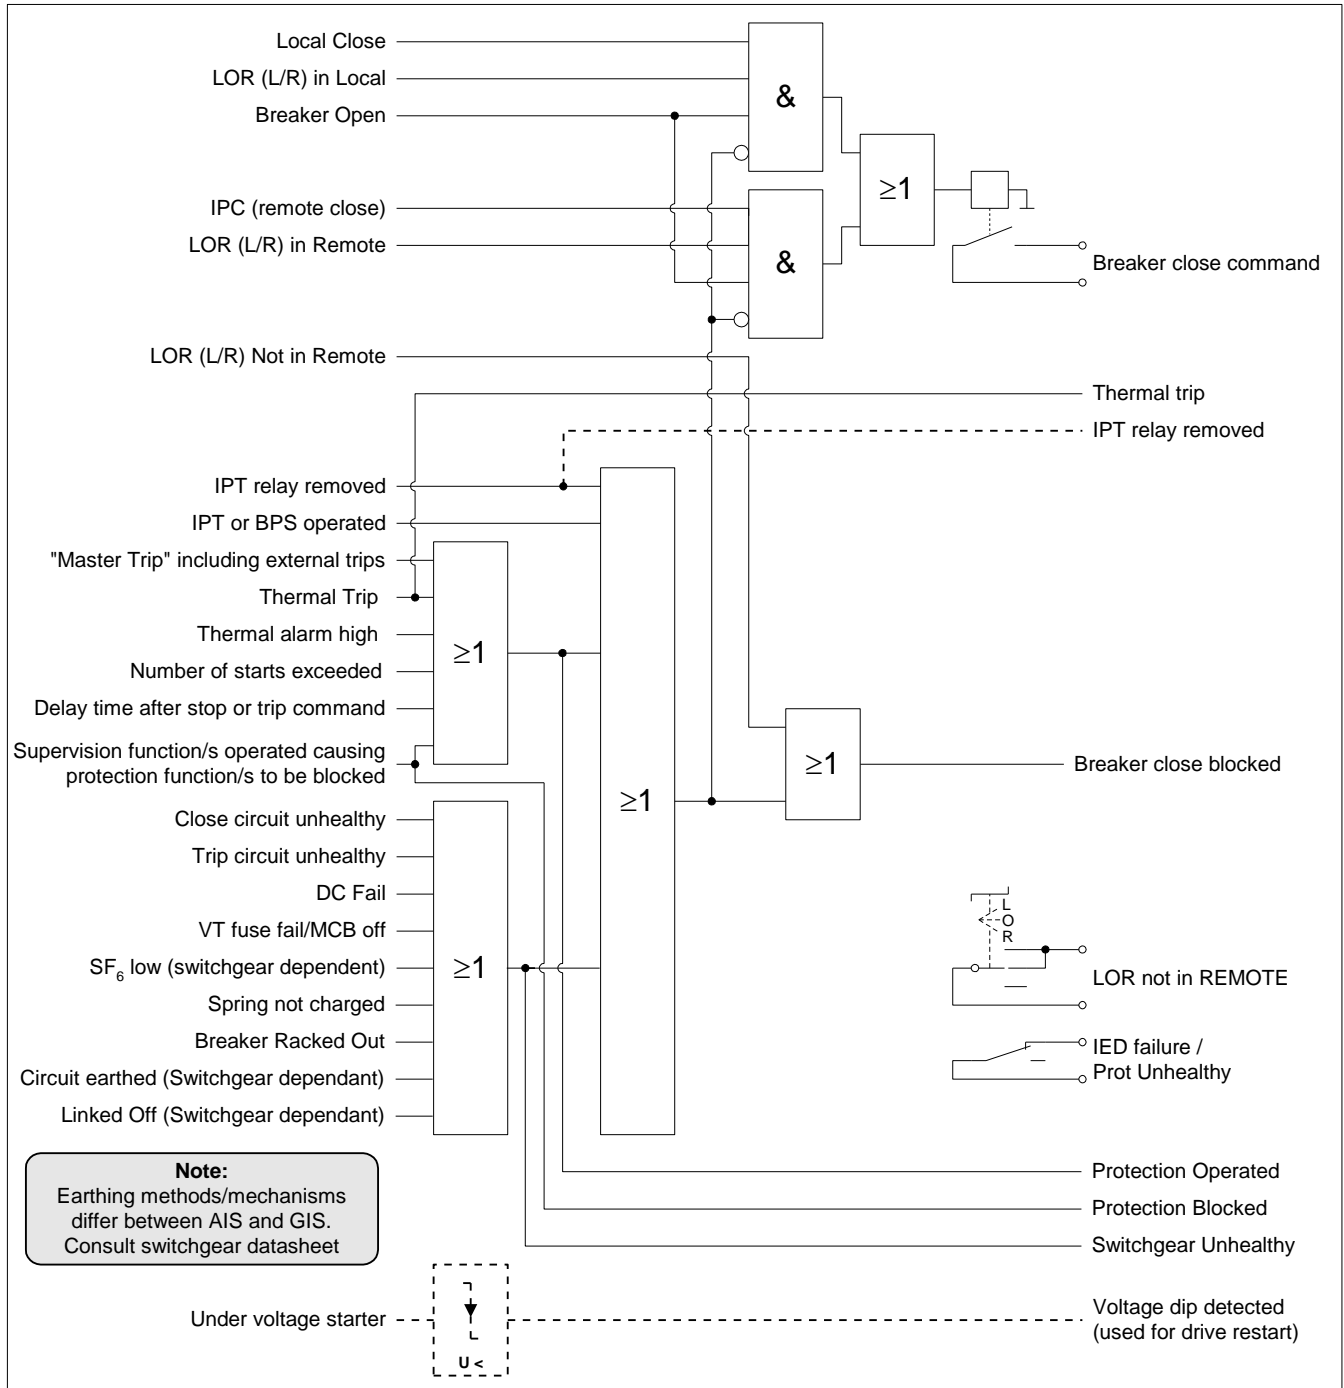 Local Close
LOR (L/R) in Local
Breaker Open
&
≥1
IPC (remote close)
LOR (L/R) in Remote
&
Breaker close command
LOR (L/R) Not in Remote
Thermal trip
IPT relay removed
IPT relay removed
IPT or BPS operated
"Master Trip" including external trips
Thermal Trip
Thermal alarm high
≥1
Number of starts exceeded
Delay time after stop or trip command
Supervision function/s operated causing
protection function/s to be blocked
≥1
Breaker close blocked
≥1
Close circuit unhealthy
Trip circuit unhealthy
DC Fail
VT fuse fail/MCB off
SF6 low (switchgear dependent)
≥1
Spring not charged
Breaker Racked Out
Circuit earthed (Switchgear dependant)
Linked Off (Switchgear dependant)
L
O
R
LOR not in REMOTE
IED failure /
Prot Unhealthy
Note:
Earthing methods/mechanisms
differ between AIS and GIS.
Consult switchgear datasheet
Protection Operated
Protection Blocked
Switchgear Unhealthy
Under voltage starter
U <
Voltage dip detected
(used for drive restart)